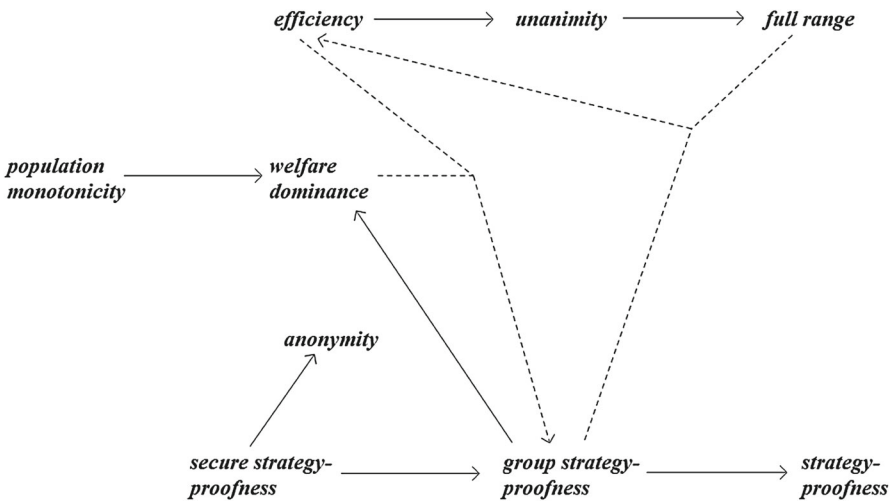 efficiency
unanimity
full range
population
monotonicity
welfare
dominance
anonymity
secure strategy-
proofness
group strategy-
proofness
strategy-
proofness